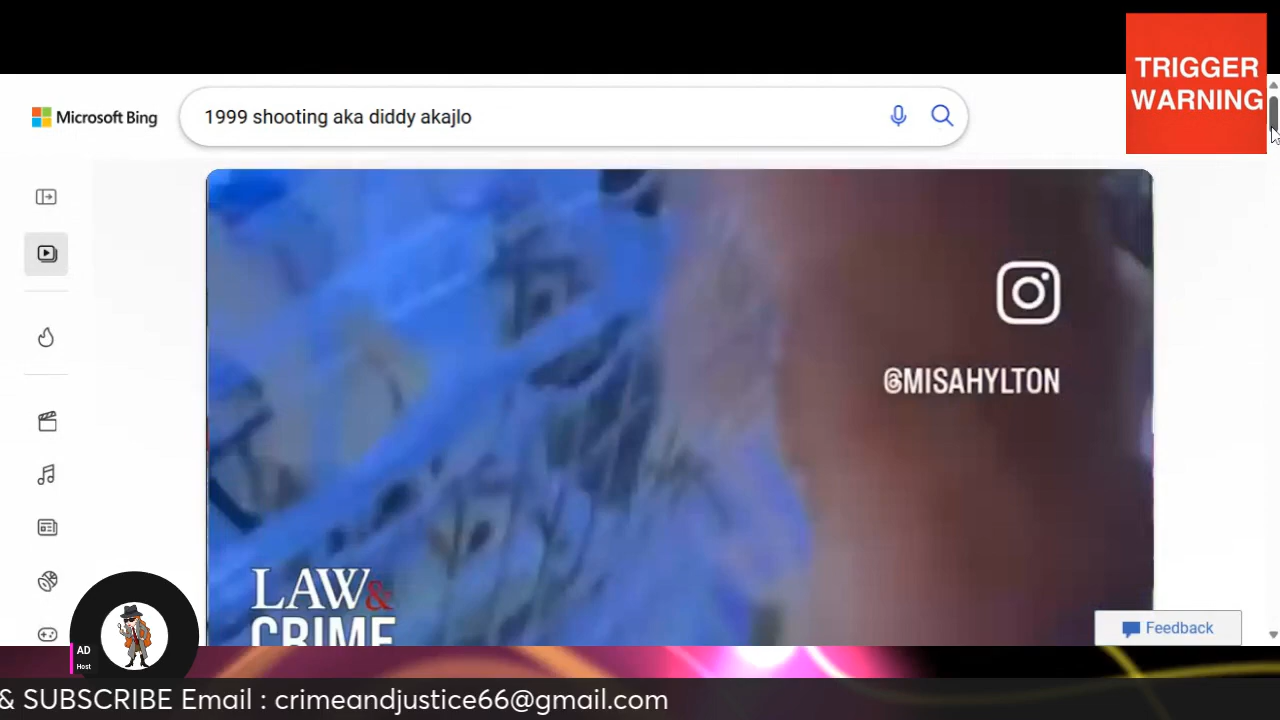 TRIGGER
WARNING
Microsoft Bing
1999 shooting aka diddy akajlo
@MISAHYLTON
LAW&
CRIME
Feedback
AD
Host
& SUBSCRIBE Email : crimeandjustice66@gmail.com